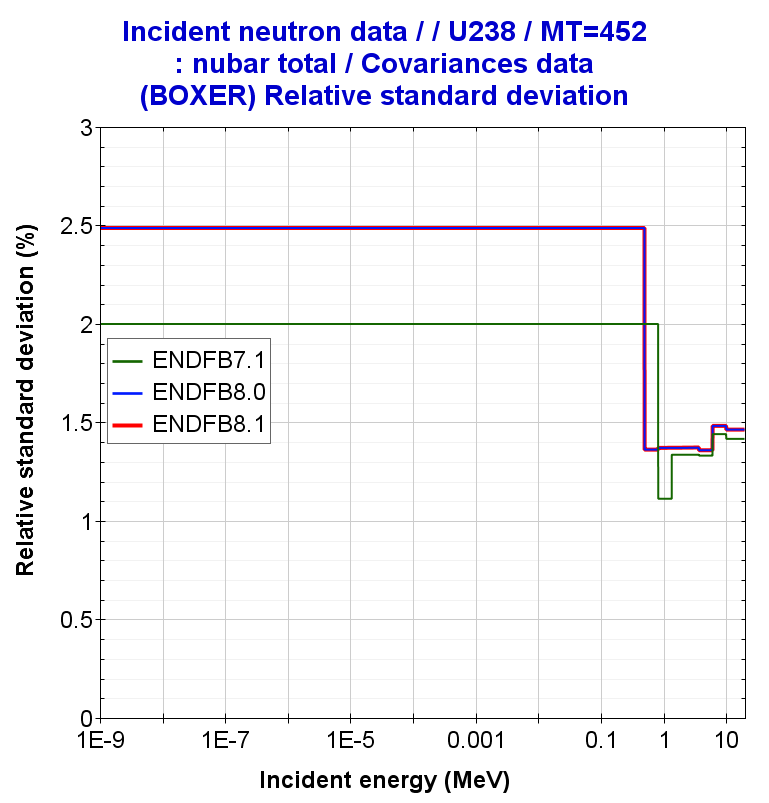 Incident neutron data / / U238 / MT=452
: nubar total / Covariances data
(BOXER) Relative standard deviation
3
2.5
2
1.5
1
0.5
0
Relative standard deviation (%)
ENDFB7.1
ENDFB8.0
ENDFB8.1
1E-9 1E-7 1E-5 0.001 0.1 1 10
Incident energy (MeV)